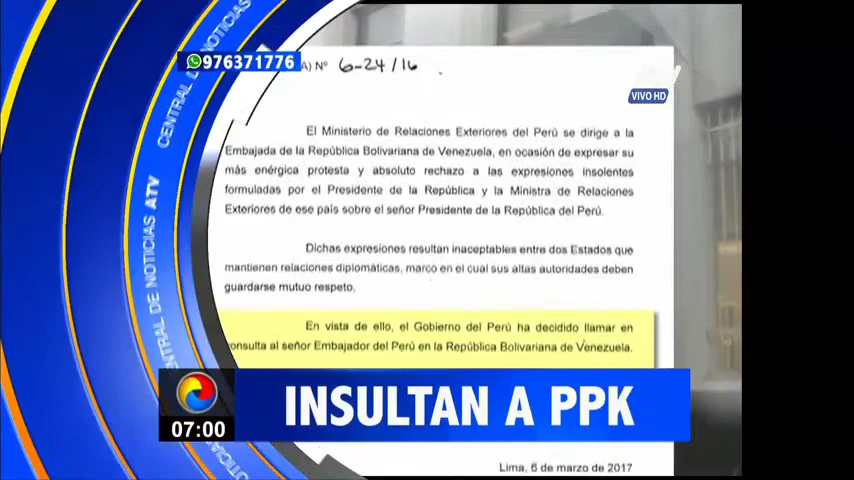 CENTRAL DE NOTICIAS ATV
CENTRAL DE NOTICIAS
976371776
A) Nº 6-24/16
VIVO HD
El Ministerio de Relaciones Exteriores del Perú se dirige a la
Embajada de la República Bolivariana de Venezuela, en ocasión de expresar su
más enérgica protesta y absoluto rechazo a las expresiones insolentes
formuladas por el Presidente de la República y la Ministra de Relaciones
Exteriores de ese país sobre el señor Presidente de la República del Perú.
Dichas expresiones resultan inaceptables entre dos Estados que
mantienen relaciones diplomáticas, marco en el cual sus altas autoridades deben
guardarse mutuo respeto.
En vista de ello, el Gobierno del Perú ha decidido llamar en
onsulta al señor Embajador del Perú en la República Bolivariana de Venezuela.
07:00
INSULTAN A PPK
Lima, 6 de marzo de 2017